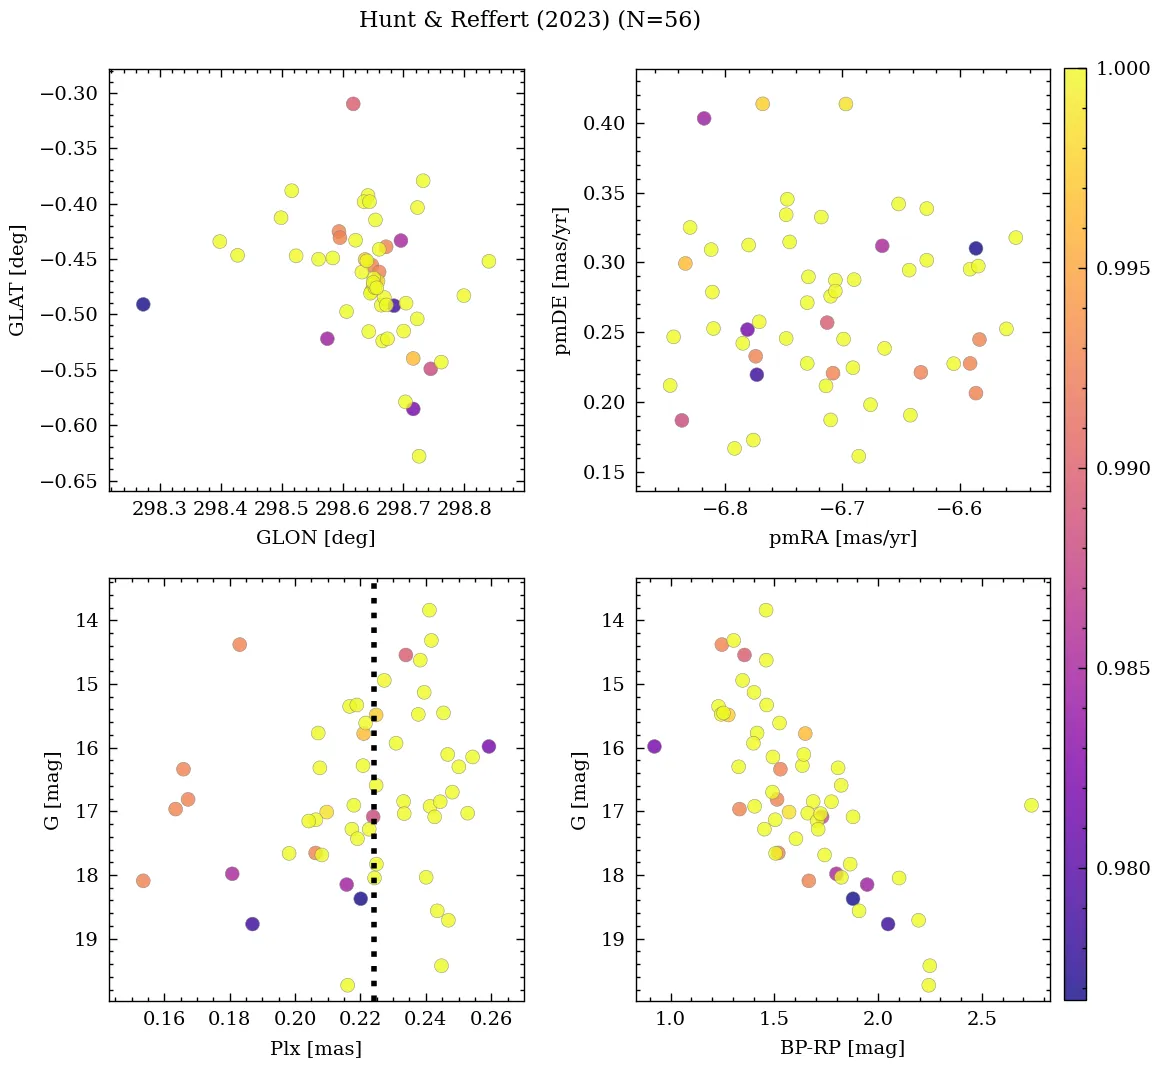 Hunt & Reffert (2023) (N=56)
−0.30
−0.35
−0.40
−0.45
−0.50
−0.55
−0.60
−0.65
GLAT [deg]
298.3 298.4 298.5 298.6 298.7 298.8
GLON [deg]
0.40
0.35
0.30
0.25
0.20
0.15
pmDE [mas/yr]
−6.8 −6.7 −6.6
pmRA [mas/yr]
1.000
0.995
0.990
0.985
0.980
14
15
16
17
18
19
G [mag]
0.16 0.18 0.20 0.22 0.24 0.26
Plx [mas]
14
15
16
17
18
19
G [mag]
1.0 1.5 2.0 2.5
BP-RP [mag]